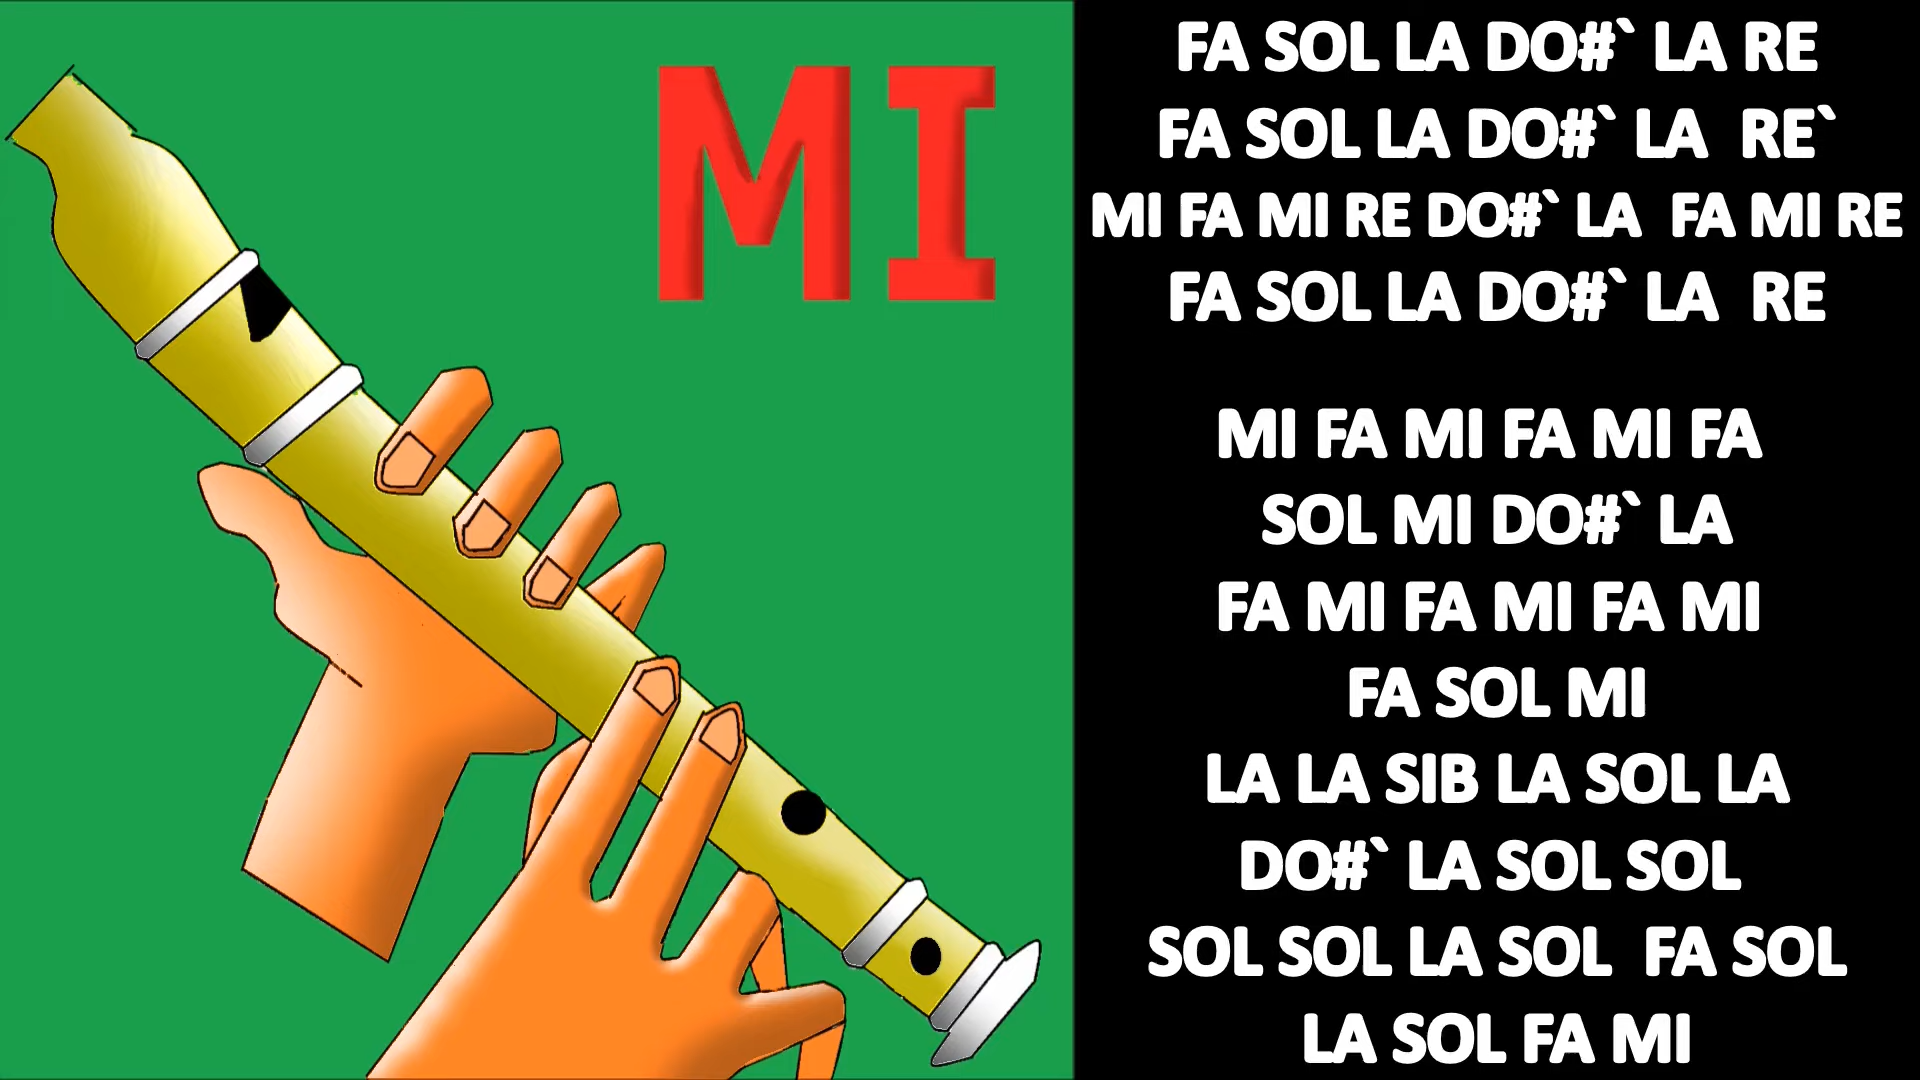 MI
FA SOL LA DO#` LA RE
FA SOL LA DO#` LA RE`
MI FA MI RE DO#` LA FA MI RE
FA SOL LA DO#` LA RE
MI FA MI FA MI FA
SOL MI DO#` LA
FA MI FA MI FA MI
FA SOL MI
LA LA SIB LA SOL LA
DO#` LA SOL SOL
SOL SOL LA SOL FA SOL
LA SOL FA MI